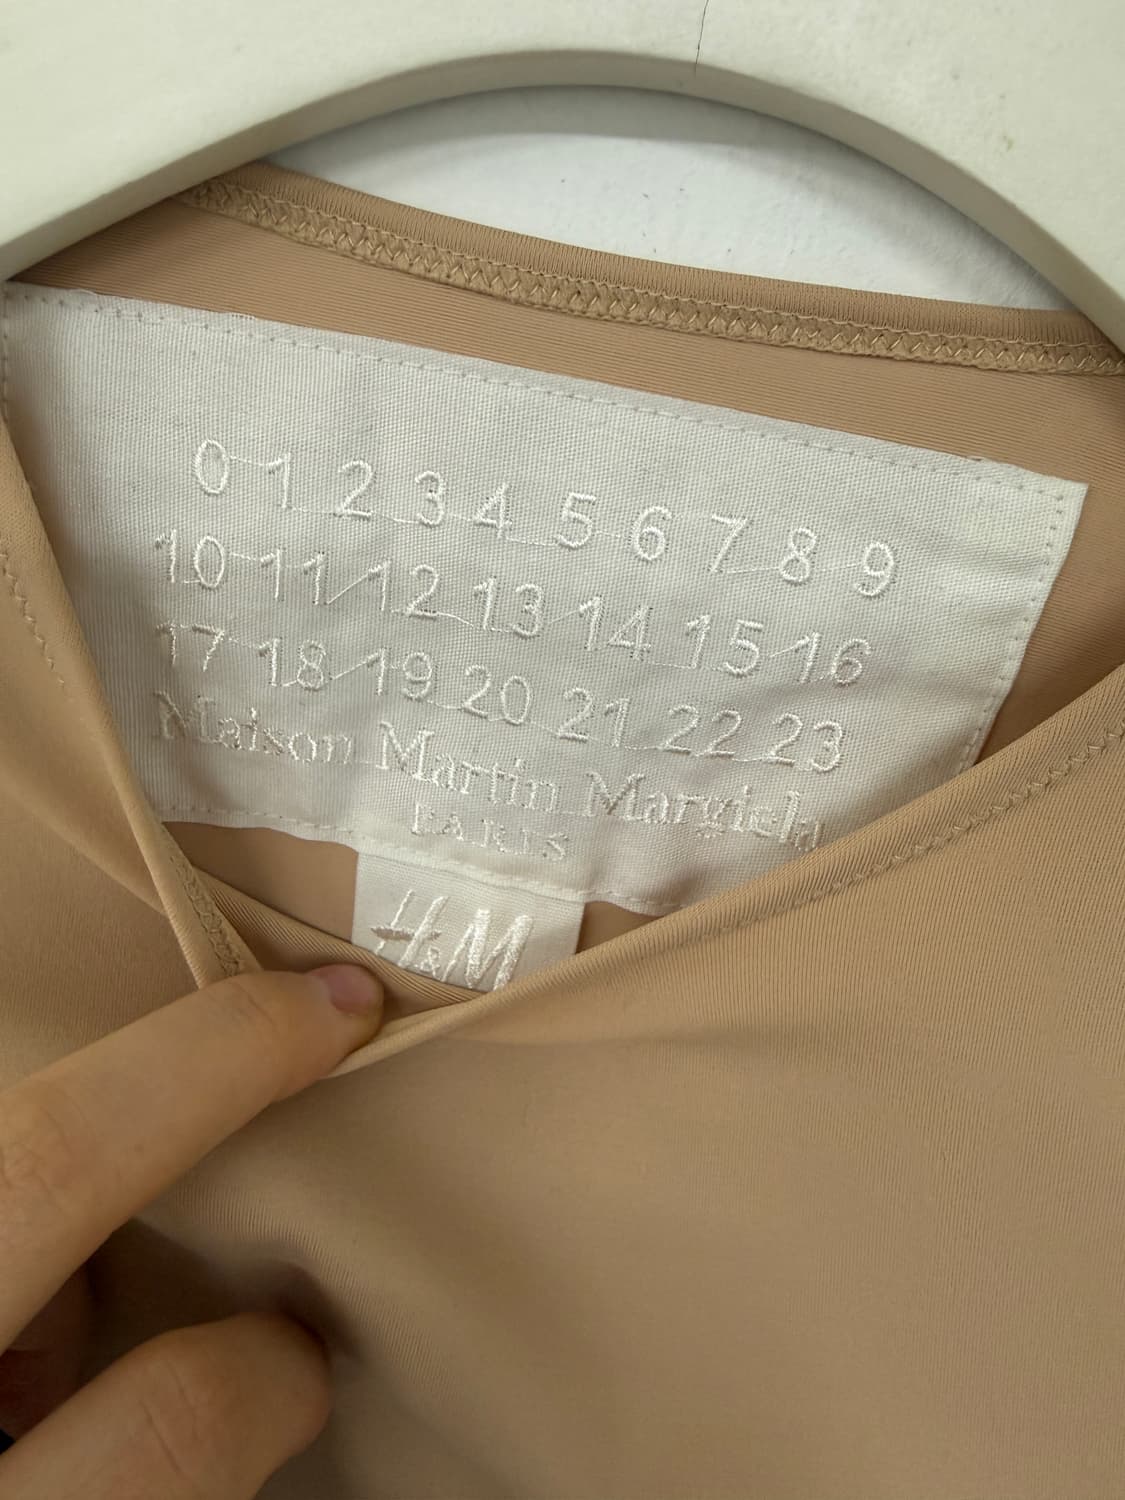 0 1 2 3 4 5 6 7 8 9
10 11 12 13 14 15 16
17 18 19 20 21 22 23
Maison Martin Margiela
PARIS
H&M